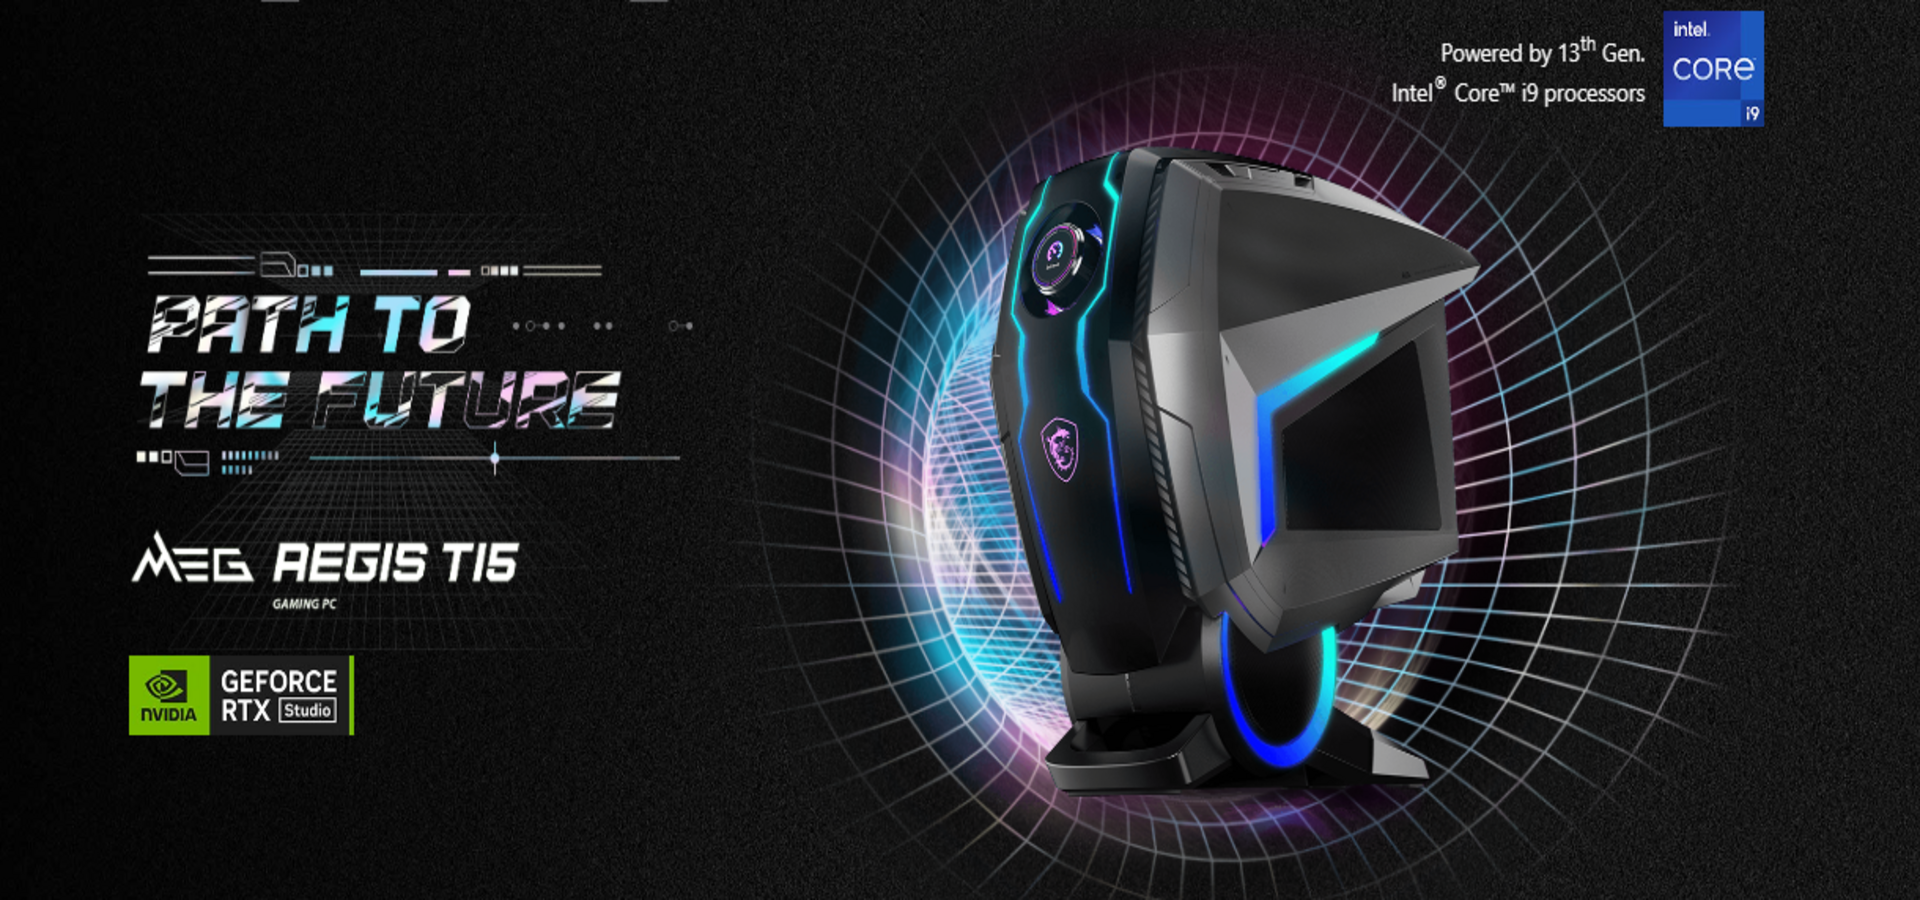 Powered by 13th Gen.
Intel® Core™ i9 processors
intel.
CORE
i9
PATH TO
THE FUTURE
MEG AEGIS Ti5
GAMING PC
NVIDIA
GEFORCE
RTX Studio